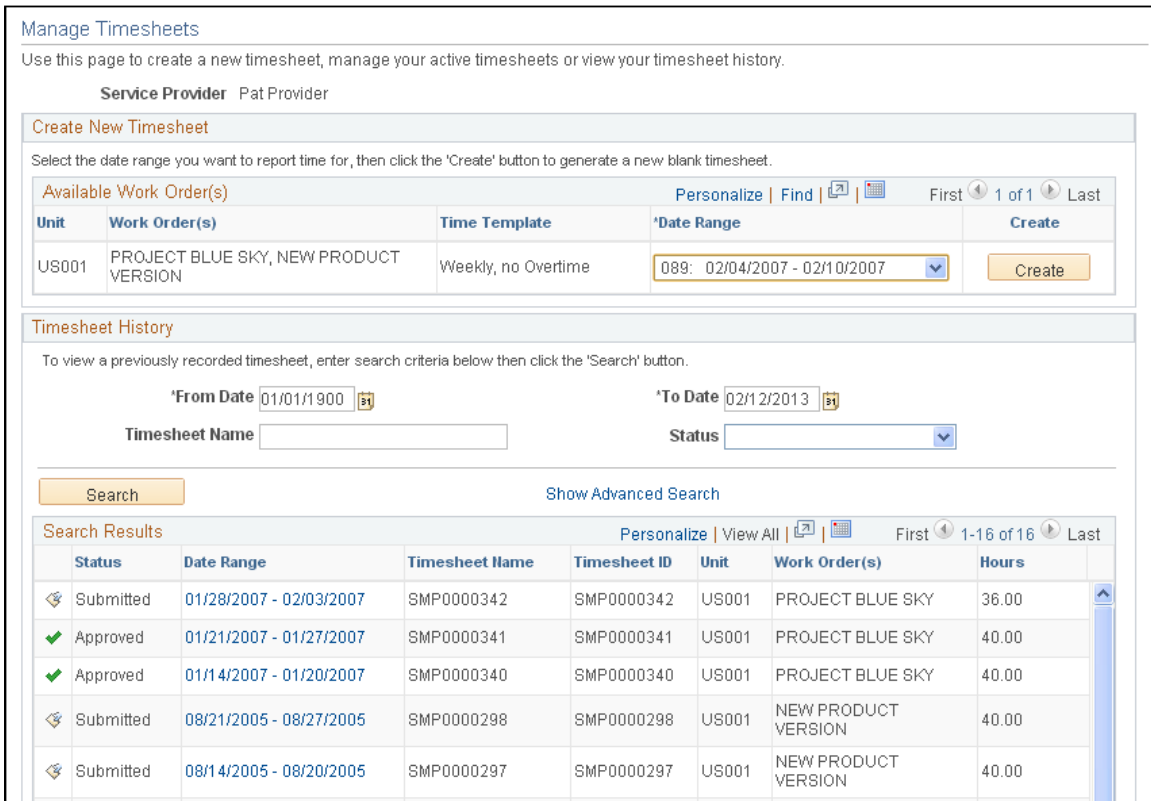 Manage Timesheets
Use this page to create a new timesheet, manage your active timesheets or view your timesheet history.
Service Provider Pat Provider
Create New Timesheet
Select the date range you want to report time for, then click the 'Create' button to generate a new blank timesheet.
Available Work Order(s) Personalize | Find | | First 1 of 1 Last
Unit Work Order(s) Time Template *Date Range Create
US001 PROJECT BLUE SKY, NEW PRODUCT VERSION Weekly, no Overtime 089: 02/04/2007 - 02/10/2007 Create
Timesheet History
To view a previously recorded timesheet, enter search criteria below then click the 'Search' button.
*From Date 01/01/1900 31 *To Date 02/12/2013 31
Timesheet Name Status
Search Show Advanced Search
Search Results Personalize | View All | | First 1-16 of 16 Last
Status Date Range Timesheet Name Timesheet ID Unit Work Order(s) Hours
Submitted 01/28/2007 - 02/03/2007 SMP0000342 SMP0000342 US001 PROJECT BLUE SKY 36.00
Approved 01/21/2007 - 01/27/2007 SMP0000341 SMP0000341 US001 PROJECT BLUE SKY 40.00
Approved 01/14/2007 - 01/20/2007 SMP0000340 SMP0000340 US001 PROJECT BLUE SKY 40.00
Submitted 08/21/2005 - 08/27/2005 SMP0000298 SMP0000298 US001 NEW PRODUCT VERSION 40.00
Submitted 08/14/2005 - 08/20/2005 SMP0000297 SMP0000297 US001 NEW PRODUCT VERSION 40.00